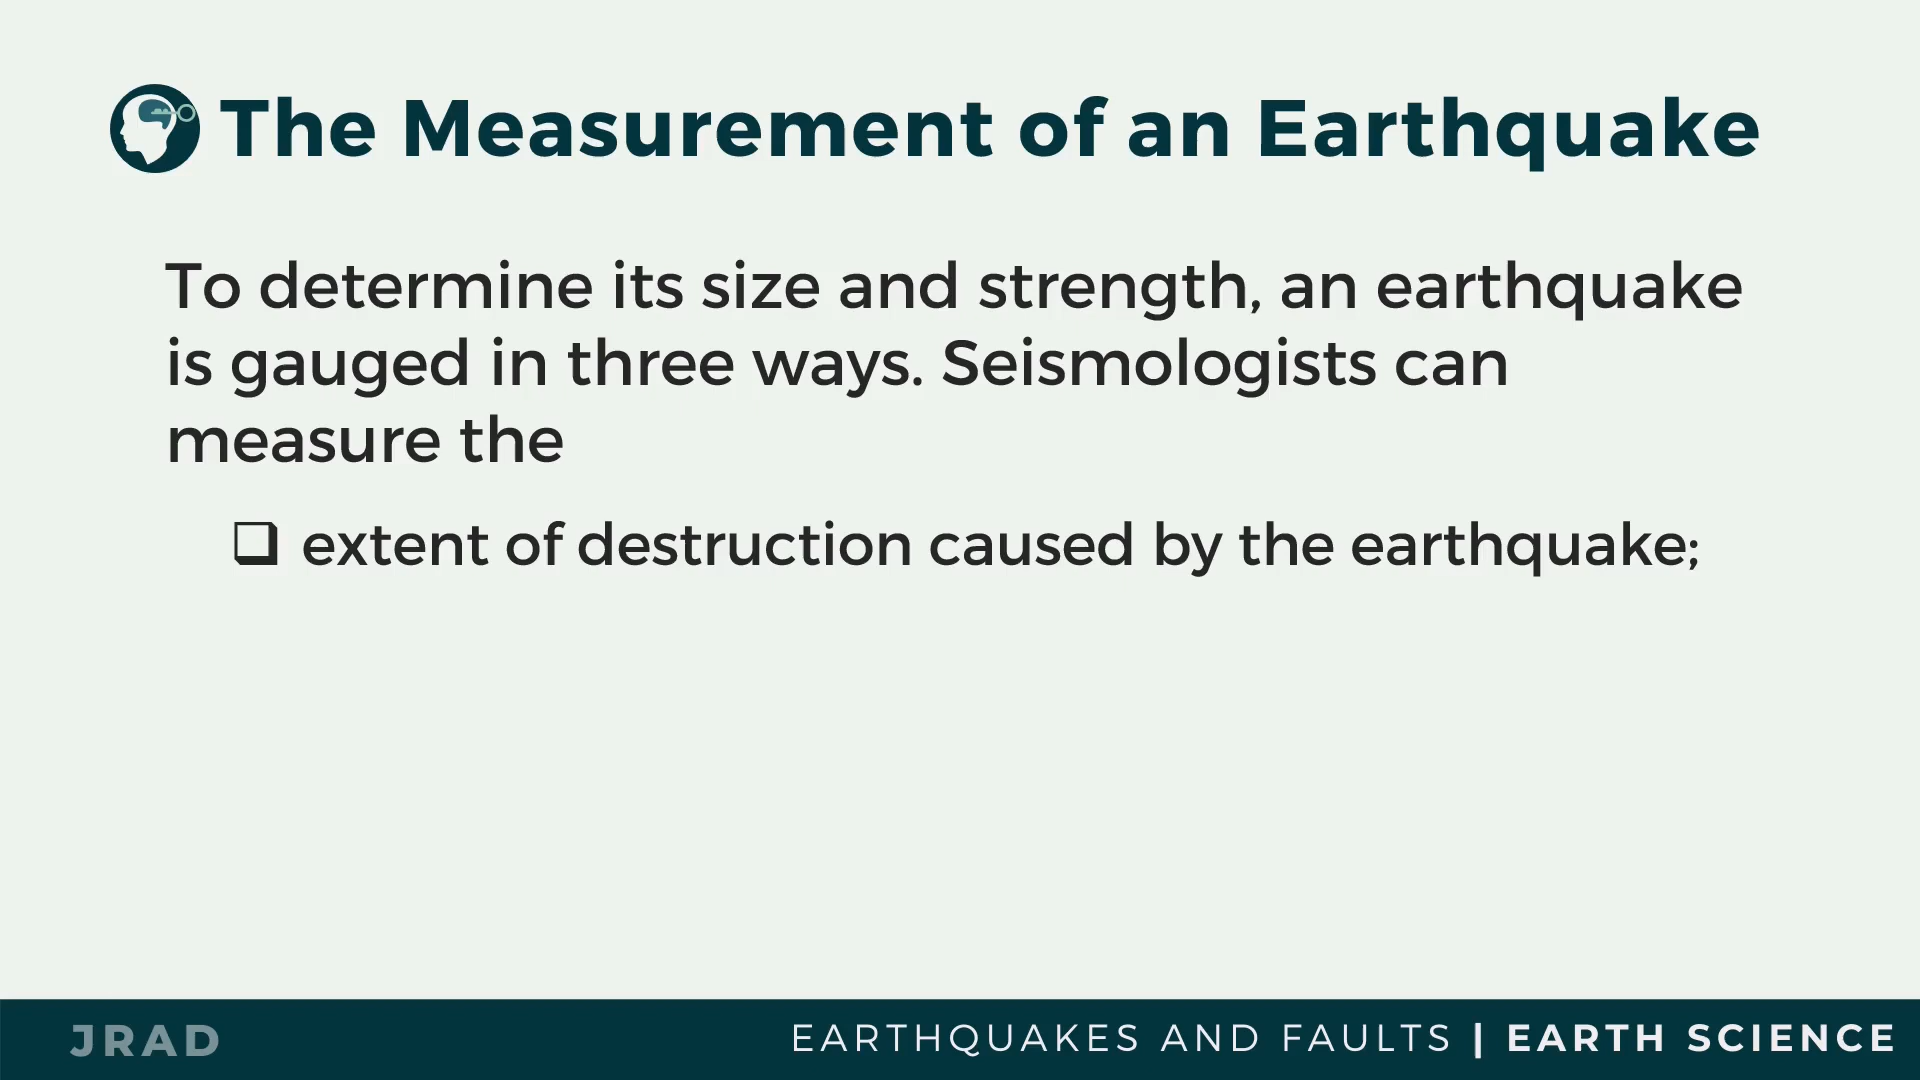 The Measurement of an Earthquake
To determine its size and strength, an earthquake
is gauged in three ways. Seismologists can
measure the
❑ extent of destruction caused by the earthquake;
JRAD
EARTHQUAKES AND FAULTS | EARTH SCIENCE